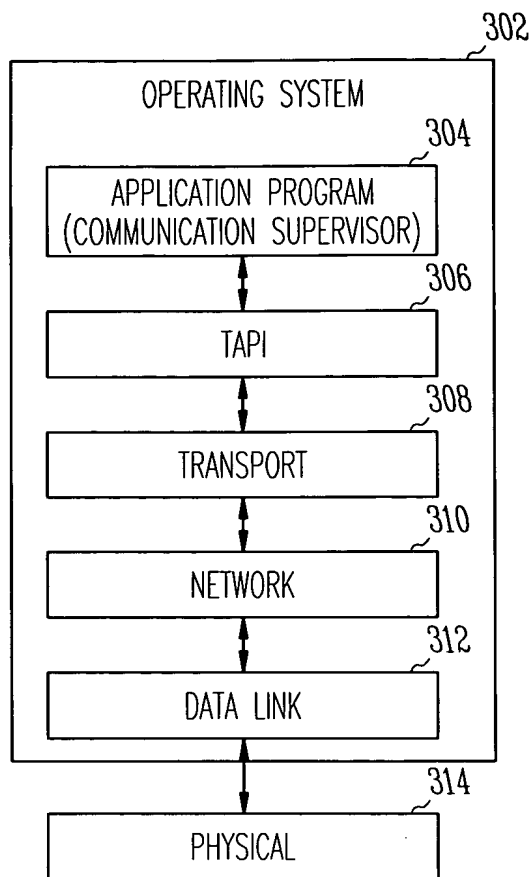 302
OPERATING SYSTEM
304
APPLICATION PROGRAM
(COMMUNICATION SUPERVISOR)
306
TAPI
308
TRANSPORT
310
NETWORK
312
DATA LINK
314
PHYSICAL